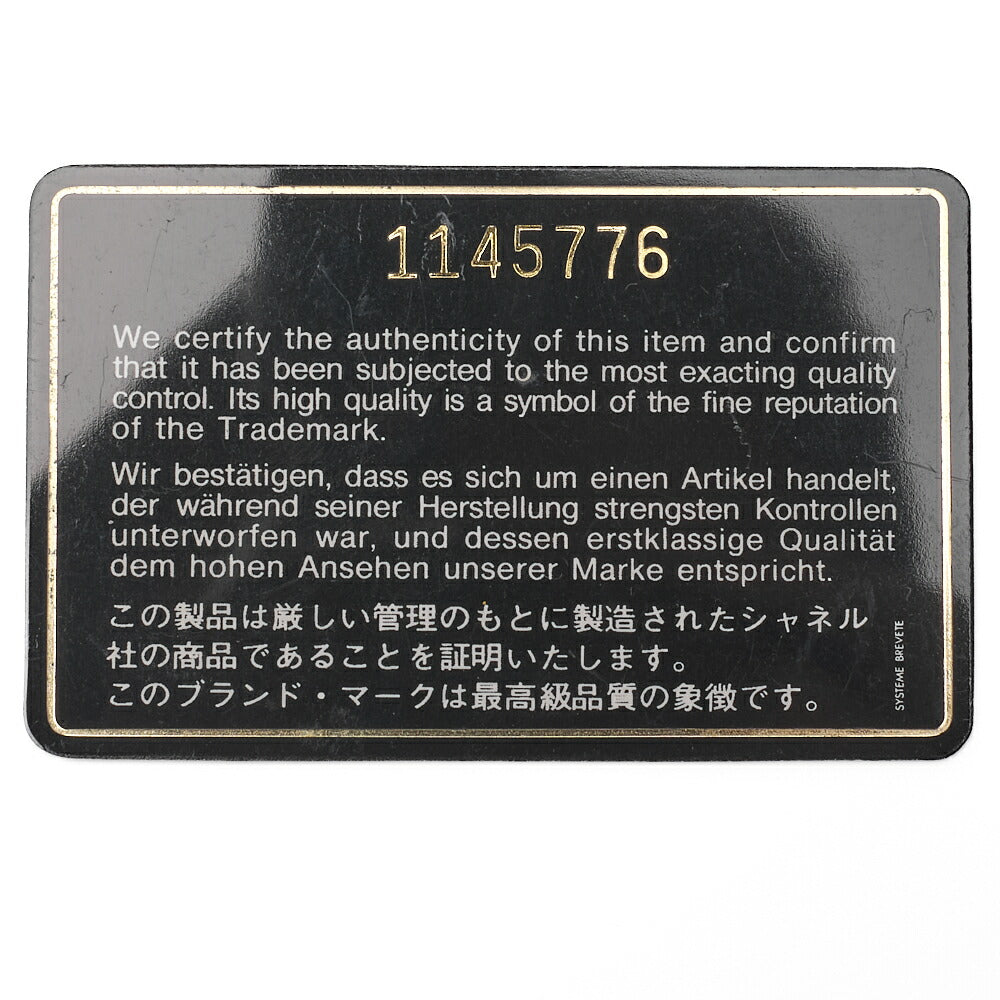 1145776
We certify the authenticity of this item and confirm
that it has been subjected to the most exacting quality
control. Its high quality is a symbol of the fine reputation
of the Trademark.
Wir bestätigen, dass es sich um einen Artikel handelt,
der während seiner Herstellung strengsten Kontrollen
unterworfen war, und dessen erstklassige Qualität
dem hohen Ansehen unserer Marke entspricht.
この製品は厳しい管理のもとに製造されたシャネル
社の商品であることを証明いたします。
このブランド・マークは最高級品質の象徴です。
SYSTEME BREVETE